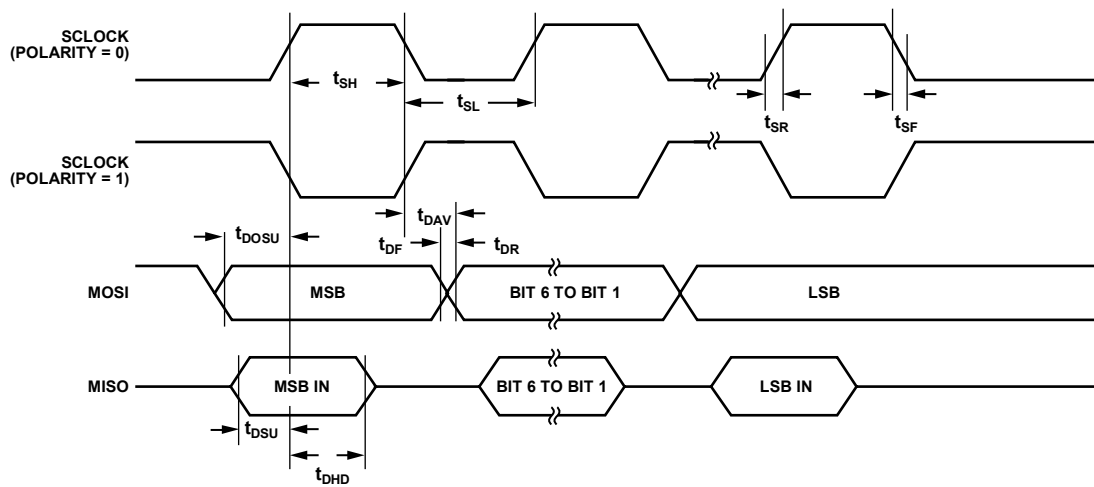 SCLOCK
(POLARITY = 0)
tSH
tSL
tSR
tSF
SCLOCK
(POLARITY = 1)
tDAV
tDOSU
tDF
tDR
MOSI
MSB
BIT 6 TO BIT 1
LSB
MISO
MSB IN
BIT 6 TO BIT 1
LSB IN
tDSU
tDHD